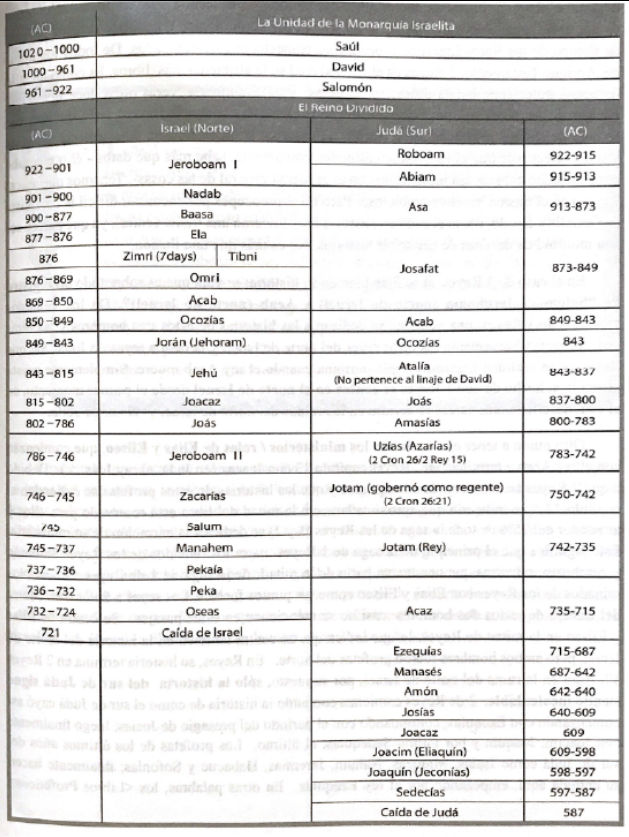 (AC) La Unidad de la Monarquía Israelita
1020-1000 Saúl
1000-961 David
961-922 Salomón
El Reino Dividido
(AC) Israel (Norte) Judá (Sur) (AC)
922-901 Jeroboam I Roboam 922-915
Abiam 915-913
901-900 Nadab Asa 913-873
900-877 Baasa
877-876 Ela
876 Zimri (7days) Tibni Josafat 873-849
876-869 Omri
869-850 Acab
850-849 Ocozías Acab 849-843
849-843 Jorán (Jehoram) Ocozías 843
843-815 Jehú Atalía 843-837
(No pertenece al linaje de David)
815-802 Joacaz Joás 837-800
802-786 Joás Amasías 800-783
786-746 Jeroboam II Uzías (Azarías) 783-742
(2 Cron 26/2 Rey 15)
746-745 Zacarías Jotam (gobernó como regente) 750-742
(2 Cron 26:21)
745 Salum Jotam (Rey) 742-735
745-737 Manahem
737-736 Pekaía
736-732 Peka Acaz 735-715
732-724 Oseas
721 Caída de Israel
Ezequías 715-687
Manasés 687-642
Amón 642-640
Josías 640-609
Joacaz 609
Joacim (Eliaquin) 609-598
Joaquín (Jeconías) 598-597
Sedecías 597-587
Caída de Judá 587